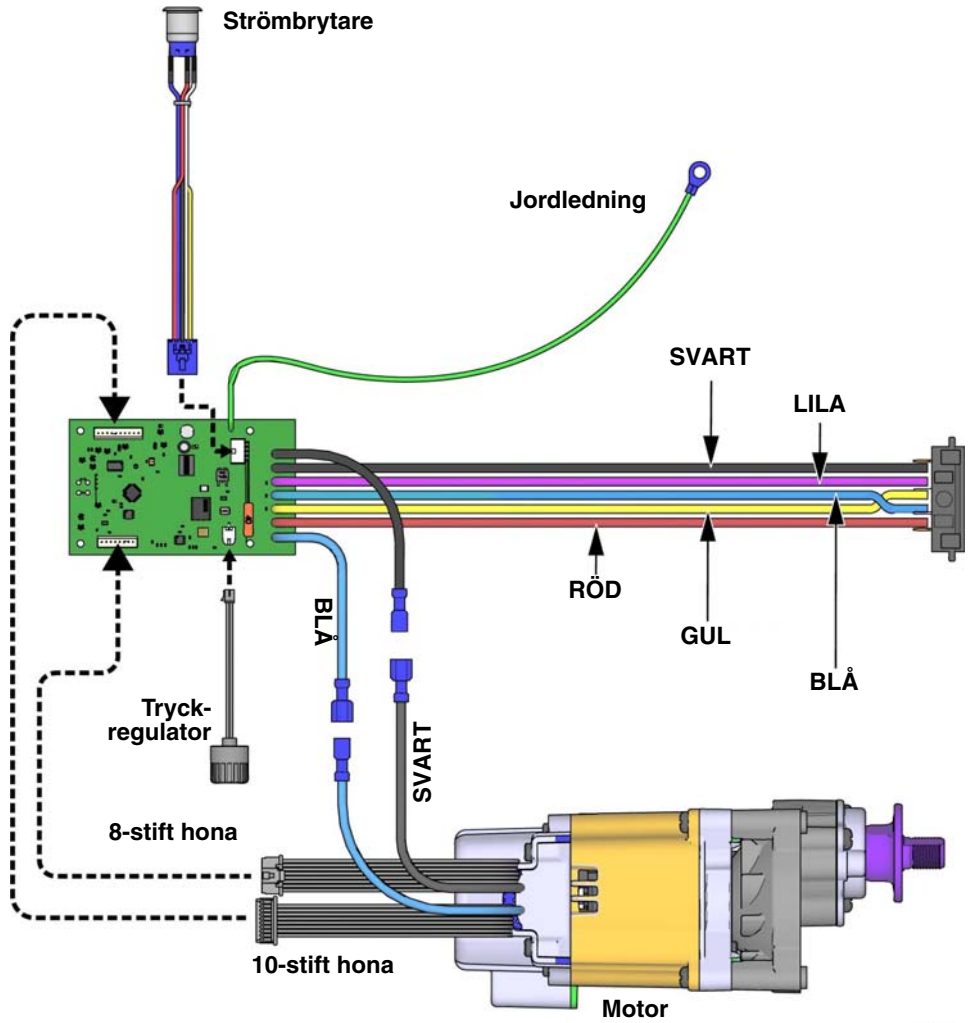 Strömbrytare
Jordledning
SVART
LILA
RÖD
GUL
BLÅ
BLÅ
SVART
Tryck-
regulator
8-stift hona
10-stift hona
Motor